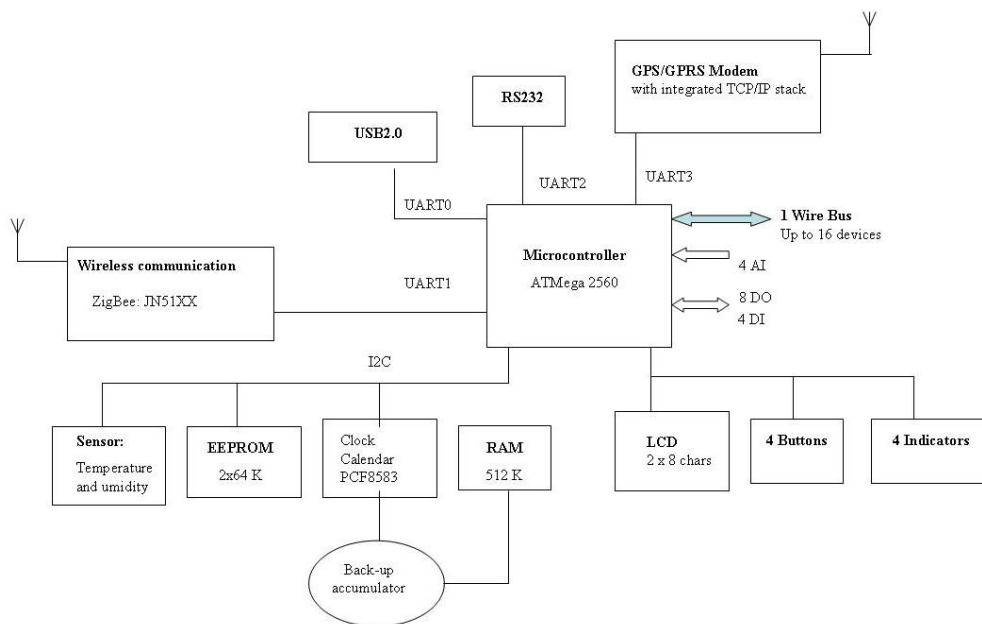 GPS/GPRS Modem
with integrated TCP/IP stack
RS232
USB2.0
UART2
UART3
UART0
1 Wire Bus
Up to 16 devices
Microcontroller
ATMega 2560
4 AI
8 DO
4 DI
Wireless communication
ZigBee: JN51XX
UART1
I2C
Sensor:
Temperature
and umidity
EEPROM
2x64 K
Clock
Calendar
PCF8583
RAM
512 K
LCD
2 x 8 chars
4 Buttons
4 Indicators
Back-up
accumulator